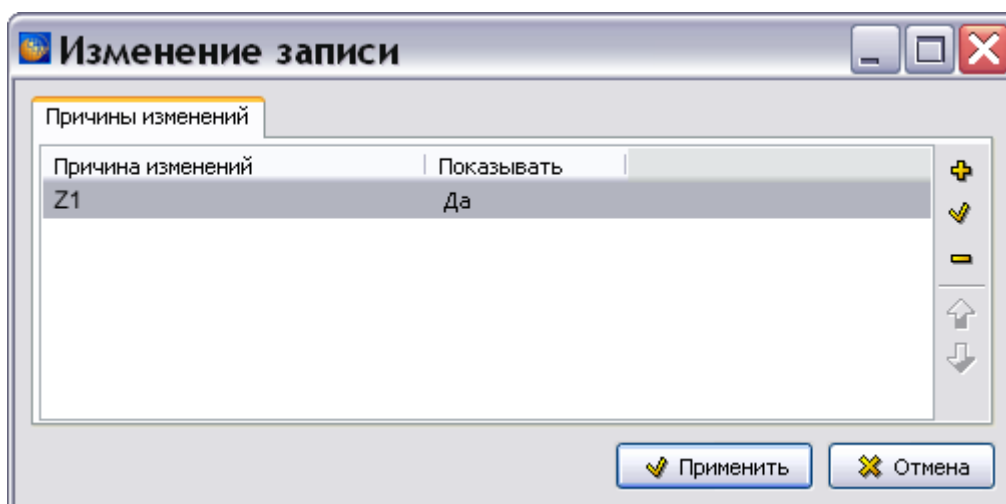 Изменение записи
Причины изменений
Причина изменений Показывать
Z1 Да
Применить Отмена